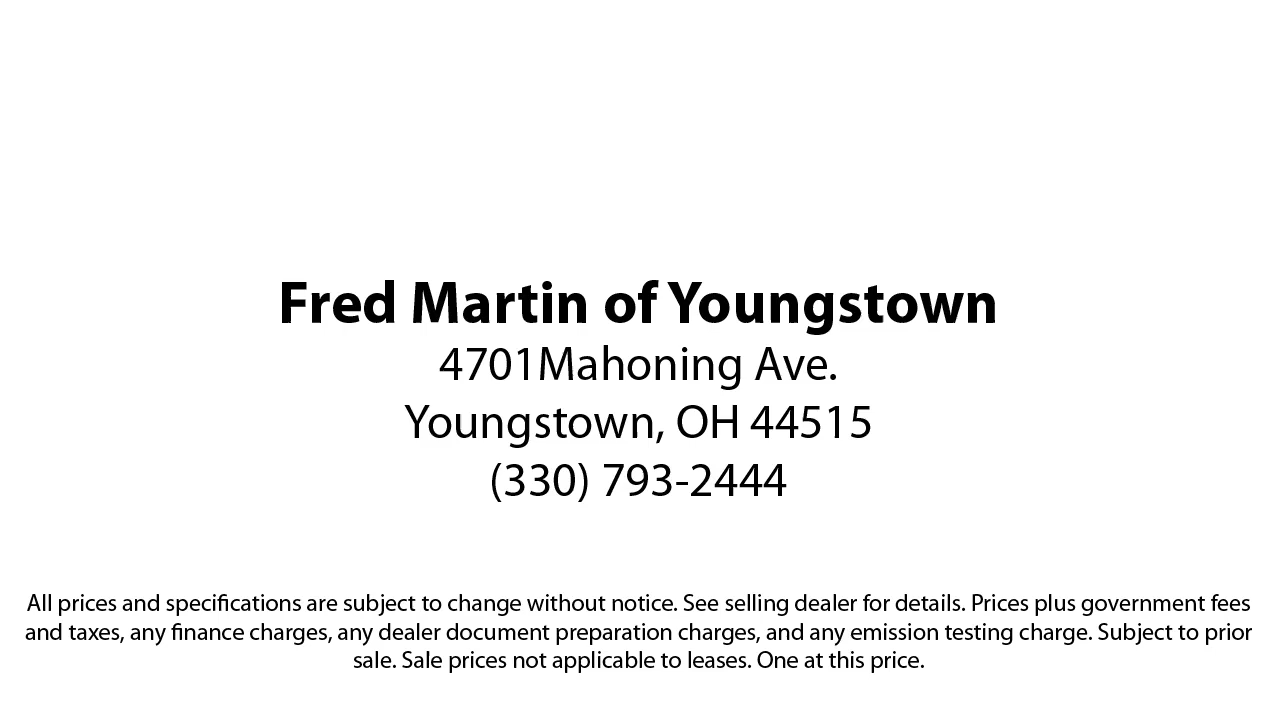 Fred Martin of Youngstown
4701Mahoning Ave.
Youngstown, OH 44515
(330) 793-2444
All prices and specifications are subject to change without notice. See selling dealer for details. Prices plus government fees
and taxes, any finance charges, any dealer document preparation charges, and any emission testing charge. Subject to prior
sale. Sale prices not applicable to leases. One at this price.